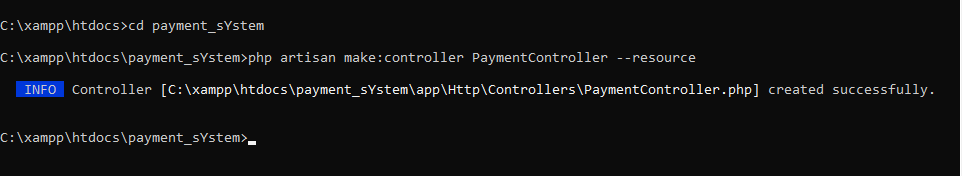 C:\xampp\htdocs>cd payment_sYstem
C:\xampp\htdocs\payment_sYstem>php artisan make:controller PaymentController --resource
INFO Controller [C:\xampp\htdocs\payment_sYstem\app\Http\Controllers\PaymentController.php] created successfully.
C:\xampp\htdocs\payment_sYstem>